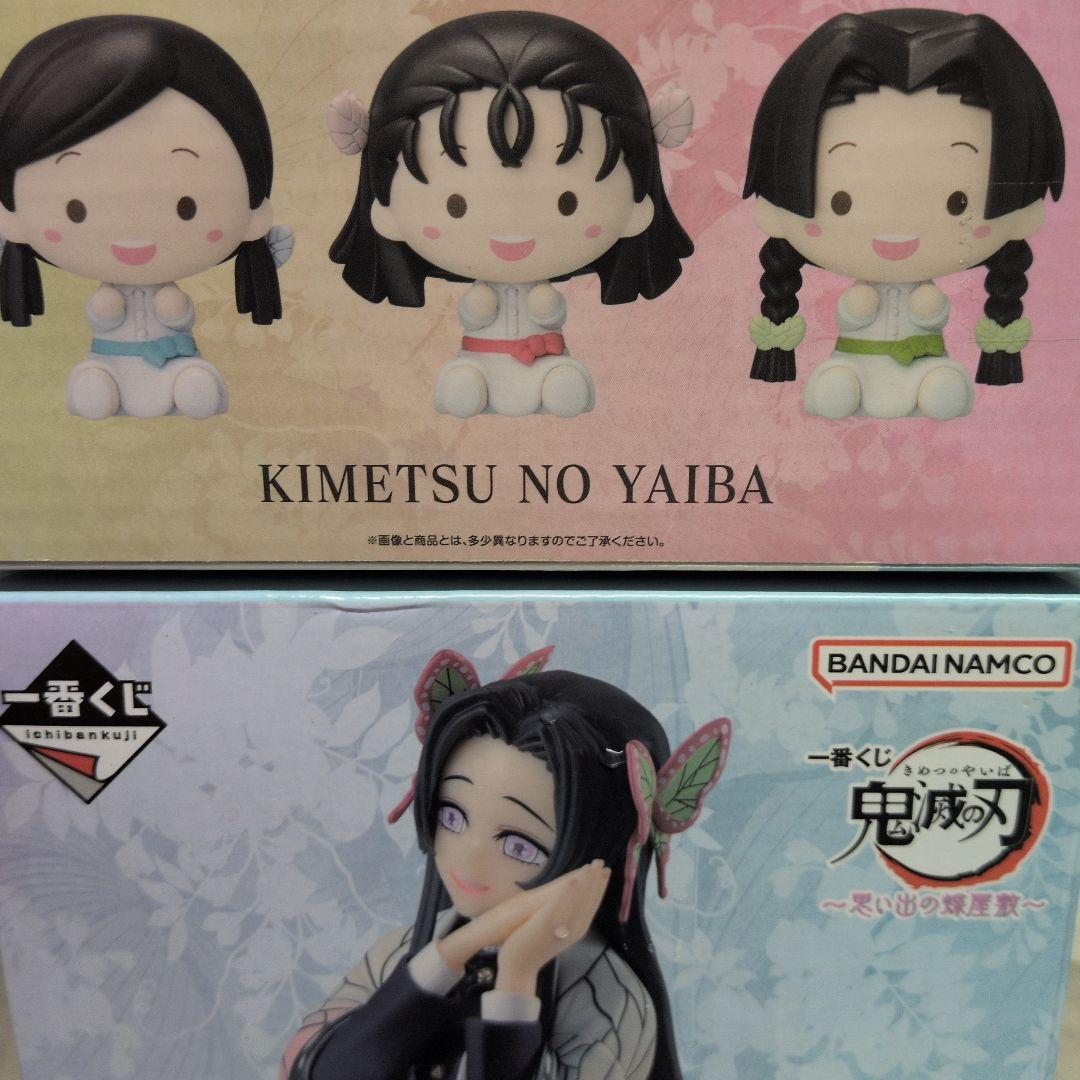 KIMETSU NO YAIBA
※画像と商品とは、多少異なりますのでご了承ください。
一番くじ
ichibankuji
BANDAI NAMCO
一番くじ
きめつのやいば
鬼滅の刃
～思い出の蝶屋敷～